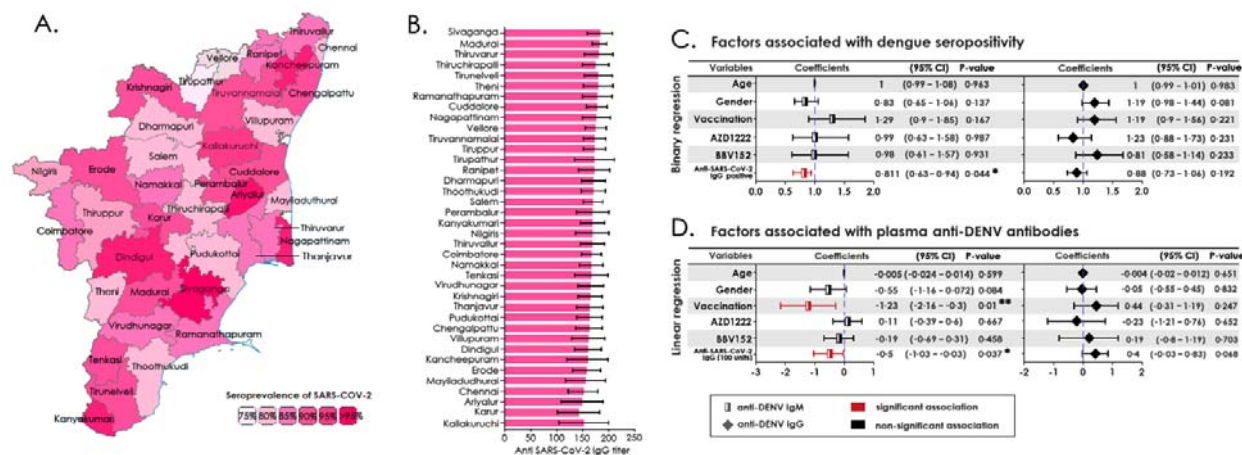 A.
Thiruvallur
Chennai
Ranipet
Vellore
Kancheepuram
Tirupathur
Tiruvannamalai
Chengalpattu
Krishnagiri
Villupuram
Dharmapuri
Kallakuruchi
Salem
Nilgiris
Erode
Cuddalore
Namakkal
Perambalur
Ariyalur
Mayiladuthurai
Thiruppur
Karur
Thiruchirapalli
Coimbatore
Thiruvarur
Nagapattinam
Thanjavur
Pudukottai
Dindigul
Theni
Madurai
Sivaganga
Virudhunagar
Ramanathapuram
Tenkasi
Thoothukudi
Tirunelveli
Kanyakumari
Seroprevalence of SARS-COV-2
75% 80% 85% 90% 95% >95%
B.
Sivaganga
Madurai
Thiruvarur
Thiruchirapalli
Tirunelveli
Theni
Ramanathapuram
Cuddalore
Nagapattinam
Vellore
Tiruvannamalai
Tiruppur
Tirupathur
Ranipet
Dharmapuri
Thoothukudi
Salem
Perambalur
Kanyakumari
Nilgiris
Thiruvallur
Coimbatore
Namakkal
Tenkasi
Virudhunagar
Krishnagiri
Thanjavur
Pudukottai
Chengalpattu
Villupuram
Dindigul
Kancheepuram
Erode
Mayiladudhurai
Chennai
Ariyalur
Karur
Kallakuruchi
0 50 100 150 200 250
Anti SARS-CoV-2 IgG titer
C. Factors associated with dengue seropositivity
Variables Coefficients (95% CI) P-value Coefficients (95% CI) P-value
Age 1 (0·99 – 1·08) 0·963 1 (0·99 – 1·01) 0·983
Gender 0·83 (0·65 – 1·06) 0·137 1·19 (0·98 – 1·44) 0·081
Vaccination 1·29 (0·9 – 1·85) 0·167 1·19 (0·9 – 1·56) 0·221
AZD1222 0·99 (0·63 – 1·58) 0·987 1·23 (0·88 – 1·73) 0·231
BBV152 0·98 (0·61 – 1·57) 0·931 0·81 (0·58 – 1·14) 0·233
Anti-SARS-CoV-2
IgG positive 0·811 (0·63 – 0·94) 0·044 * 0·88 (0·73 – 1·06) 0·192
0.0 0.5 1.0 1.5 2.0 0.0 0.5 1.0 1.5 2.0
Binary regression
D. Factors associated with plasma anti-DENV antibodies
Variables Coefficients (95% CI) P-value Coefficients (95% CI) P-value
Age -0·005 (-0·024 – 0·014) 0·599 -0·004 (-0·02 – 0·012) 0·651
Gender -0·55 (-1·16 – 0·072) 0·084 -0·05 (-0·55 – 0·45) 0·832
Vaccination -1·23 (-2·16 – -0·3) 0·01 ** 0·44 (-0·31 – 1·19) 0·247
AZD1222 0·11 (-0·39 – 0·6) 0·667 -0·23 (-1·21 – 0·76) 0·652
BBV152 -0·19 (-0·69 – 0·31) 0·458 0·19 (-0·8 – 1·19) 0·703
Anti-SARS-CoV-2
IgG (100 units) -0·5 (-1·03 – -0·03) 0·037 * 0·4 (-0·03 – 0·83) 0·068
-3 -2 -1 0 1 -2 -1 0 1 2
Linear regression
anti-DENV IgM significant association
anti-DENV IgG non-significant association